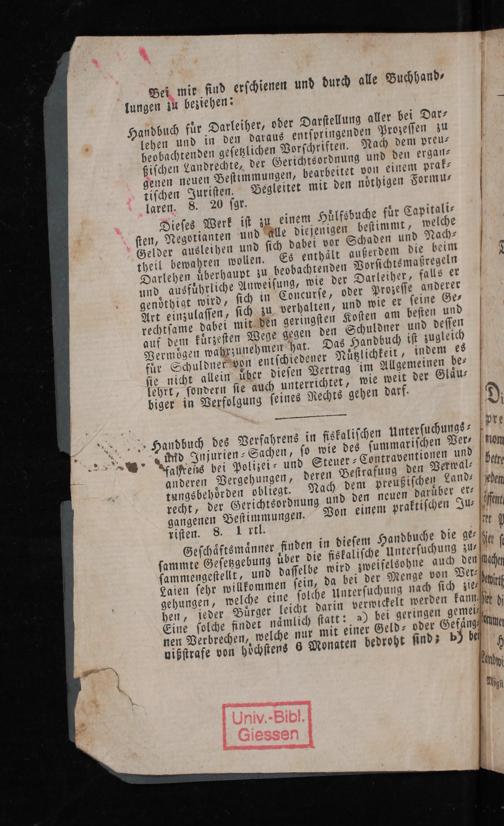 Bei mir sind erschienen und durch alle Buchhand-
lungen zu beziehen:
Handbuch für Darleiher, oder Darstellung aller bei Dar-
lehen und in den daraus entspringenden Prozessen zu
beobachtenden gesetzlichen Vorschriften. Nach dem preu-
ßischen Landrechte, der Gerichtsordnung und den ergan-
genen neuen Bestimmungen, bearbeitet von einem prak-
tischen Juristen. Begleitet mit den nöthigen Formu-
laren. 8. 20 sgr.
Dieses Werk ist zu einem Hülfsbuche für Capitali-
sten, Negotianten und alle diejenigen bestimmt, welche
Gelder ausleihen und sich dabei vor Schaden und Nach-
theil bewahren wollen. Es enthält außerdem die beim
Darlehen überhaupt zu beobachtenden Vorsichtsmaßregeln
und ausführliche Anweisung, wie der Darleiher, falls er
genöthigt wird, sich in Concurse, oder Prozesse anderer
Art einzulassen, sich zu verhalten, und wie er seine Ge-
rechtsame dabei mit den geringsten Kosten am besten und
auf dem kürzesten Wege gegen den Schuldner und dessen
Vermögen wahrzunehmen hat. Das Handbuch ist zugleich
für Schuldner von entschiedener Nützlichkeit, indem es
sie nicht allein über diesen Vertrag im Allgemeinen be-
lehrt, sondern sie auch unterrichtet, wie weit der Gläu-
biger in Verfolgung seines Rechts gehen darf.
Handbuch des Verfahrens in fiskalischen Untersuchungs-
und Injurien-Sachen, so wie des summarischen Ver-
fahrens bei Polizei- und Steuer-Contraventionen und
anderen Vergehungen, deren Bestrafung den Verwal-
tungsbehörden obliegt. Nach dem preußischen Land-
recht, der Gerichtsordnung und den neuen darüber er-
gangenen Bestimmungen. Von einem praktischen Ju-
risten. 8. 1 rtl.
Geschäftsmänner finden in diesem Handbuche die ge-
sammte Gesetzgebung über die fiskalische Untersuchung zu-
sammengestellt, und dasselbe wird zweifelsohne auch den
Laien sehr willkommen sein, da bei der Menge von Ver-
gehungen, welche eine solche Untersuchung nach sich zie-
hen, jeder Bürger leicht darin verwickelt werden kann.
Eine solche findet nämlich statt: a) bei geringen gemei-
nen Verbrechen, welche nur mit einer Geld- oder Gefäng-
nißstrafe von höchstens 6 Monaten bedroht sind; b) bei
Univ.-Bibl.
Giessen